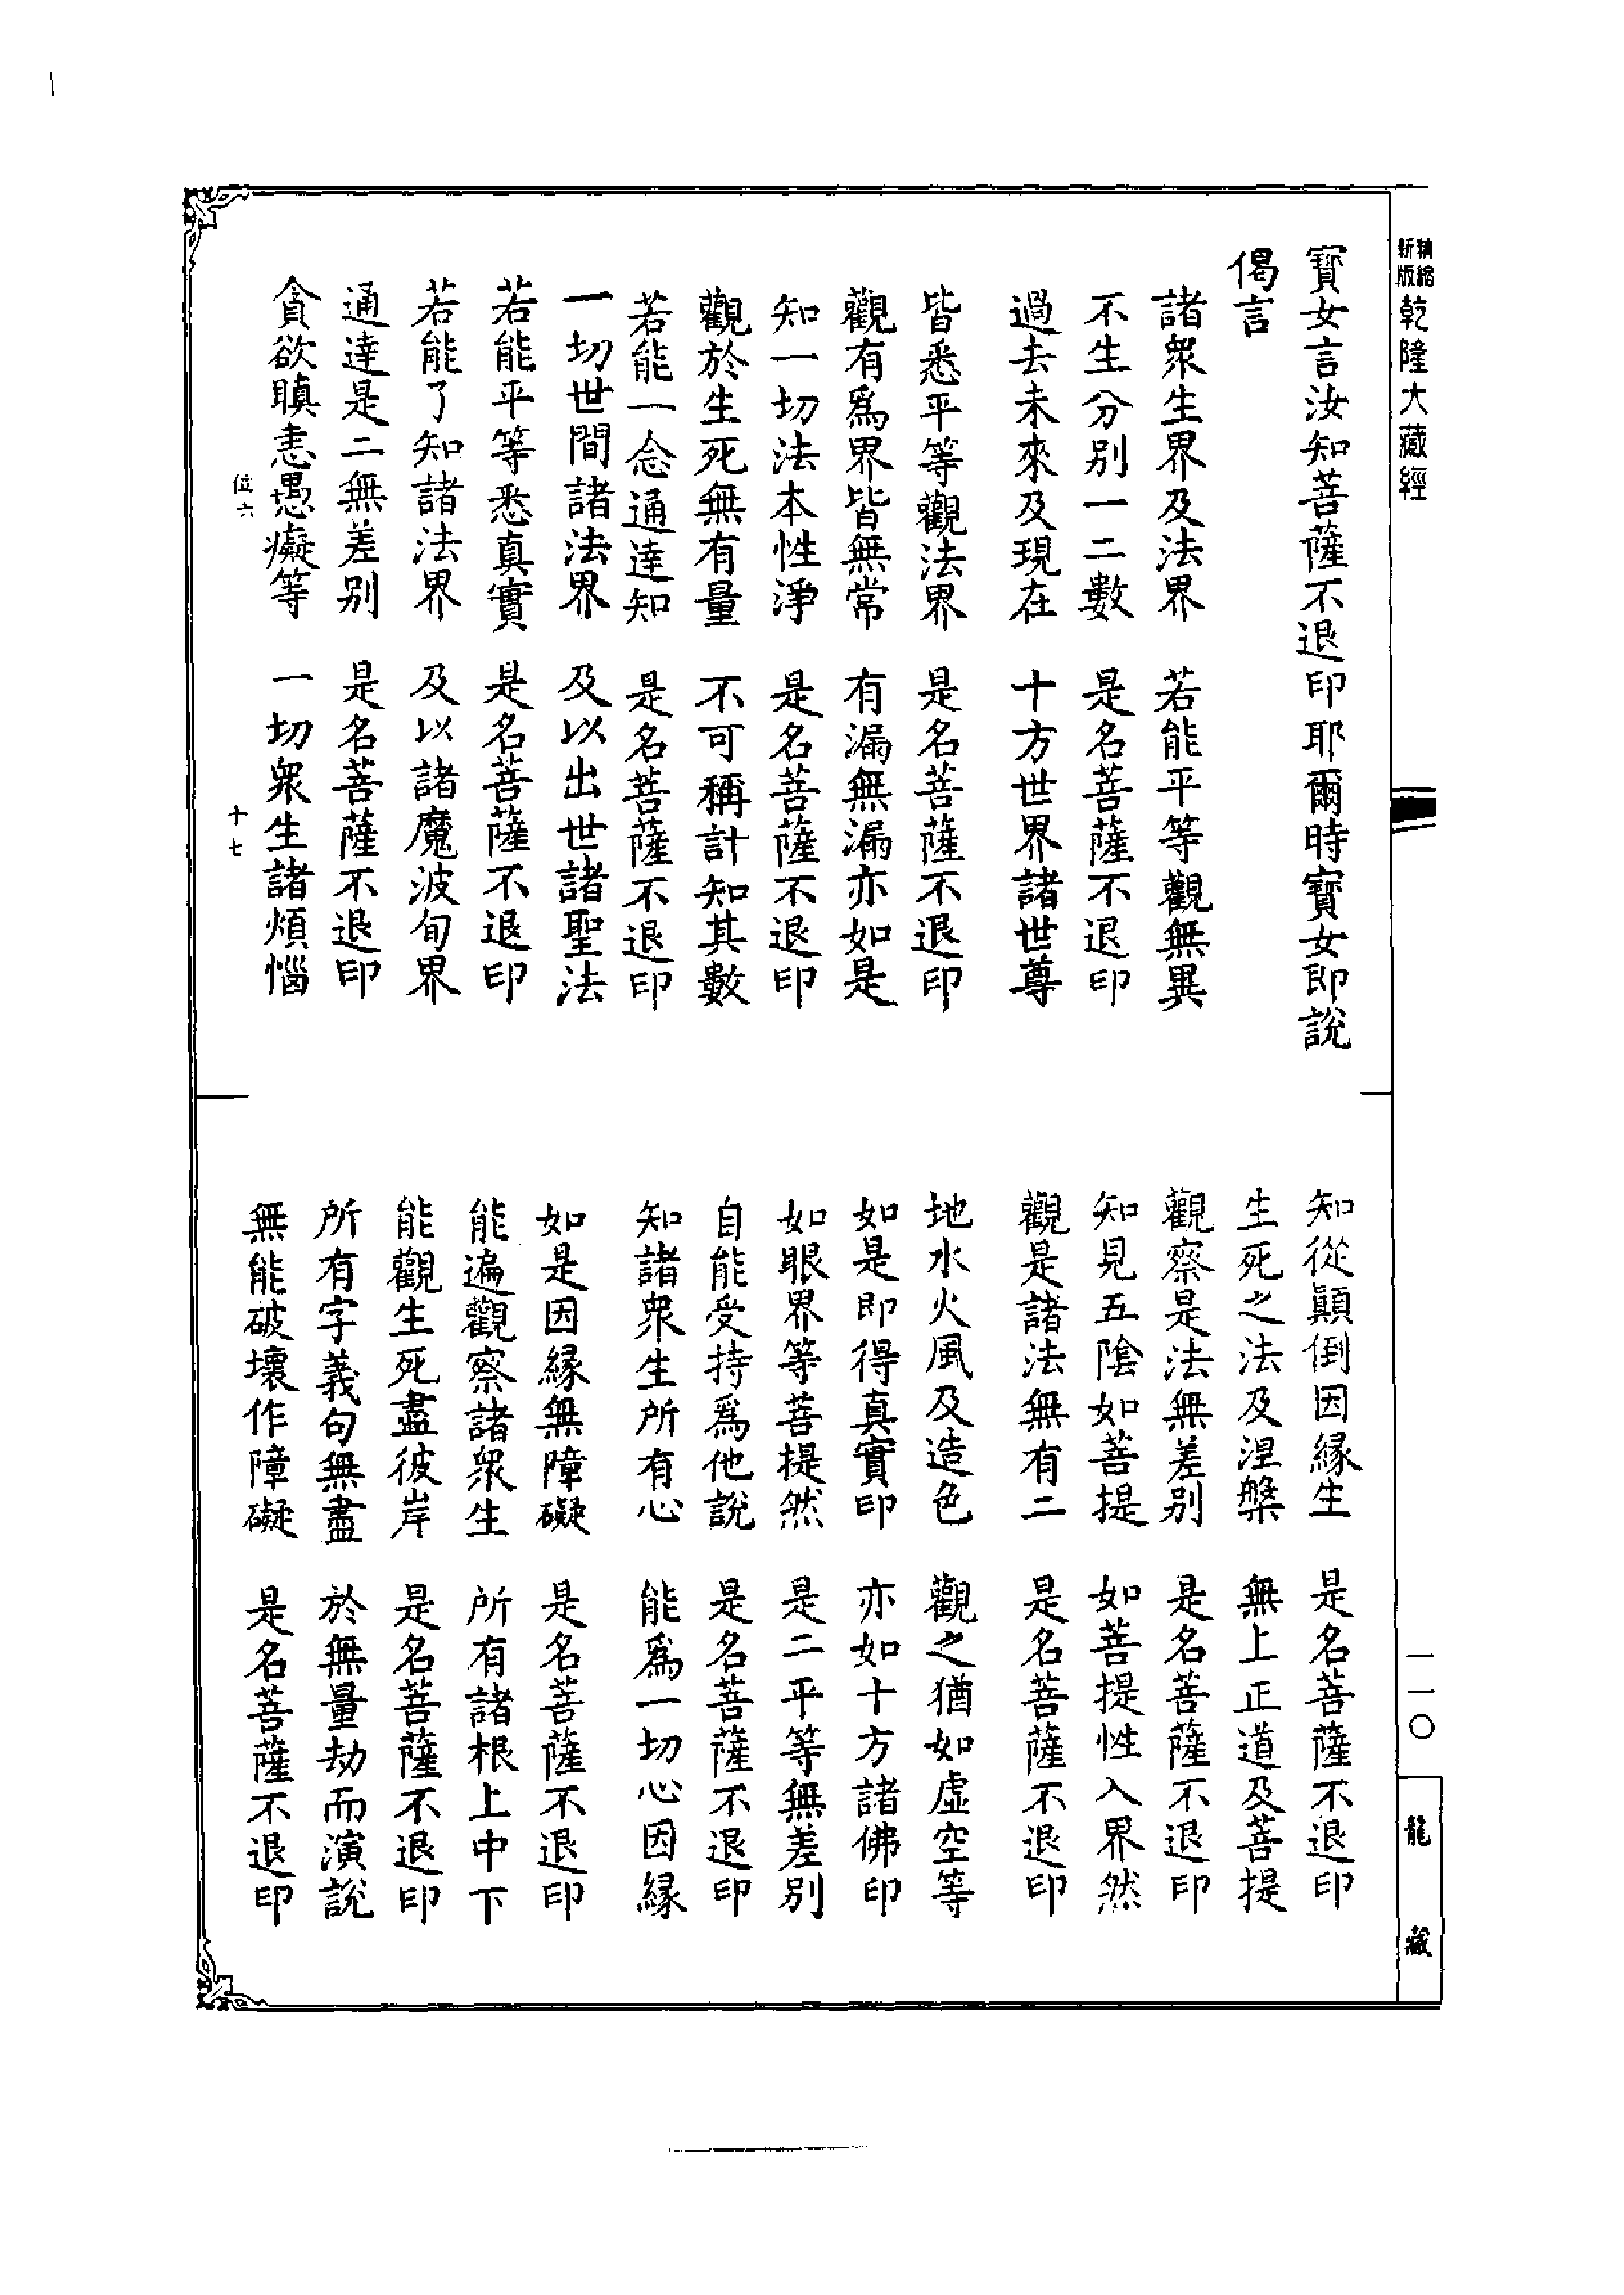 新版精縮乾隆大藏經
一一〇
龍藏
寶女言汝知菩薩不退印耶爾時寶女即說
偈言
諸眾生界及法界　若能平等觀無異
不生分別一二數　是名菩薩不退印
過去未來及現在　十方世界諸世尊
皆悉平等觀法界　是名菩薩不退印
觀有為界皆無常　有漏無漏亦如是
知一切法本性淨　是名菩薩不退印
觀於生死無有量　不可稱計知其數
若能一念通達知　是名菩薩不退印
一切世間諸法界　及以出世諸聖法
若能平等悉真實　是名菩薩不退印
若能了知諸法界　及以諸魔波旬界
通達是二無差別　是名菩薩不退印
貪欲瞋恚愚癡等　一切眾生諸煩惱
位六　十七
知從顛倒因緣生　是名菩薩不退印
生死之法及涅槃　無上正道及菩提
觀察是法無差別　是名菩薩不退印
知見五陰如菩提　如菩提性入界然
觀是諸法無有二　是名菩薩不退印
地水火風及造色　觀之猶如虛空等
如是即得真實印　亦如十方諸佛印
如眼界等菩提然　是二平等無差別
自能受持為他說　是名菩薩不退印
知諸眾生所有心　能為一切心因緣
如是因緣無障礙　是名菩薩不退印
能遍觀察諸眾生　所有諸根上中下
能觀生死盡彼岸　是名菩薩不退印
所有字義句無盡　於無量劫而演說
無能破壞作障礙　是名菩薩不退印